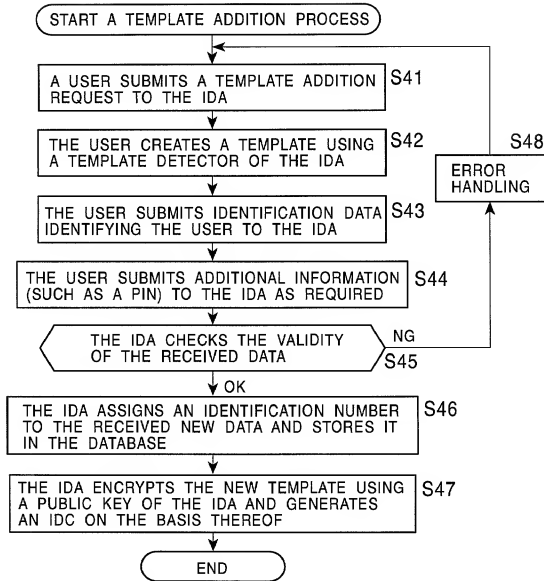 START A TEMPLATE ADDITION PROCESS
A USER SUBMITS A TEMPLATE ADDITION
REQUEST TO THE IDA
S41
THE USER CREATES A TEMPLATE USING
A TEMPLATE DETECTOR OF THE IDA
S42
S48
ERROR
HANDLING
THE USER SUBMITS IDENTIFICATION DATA
IDENTIFYING THE USER TO THE IDA
S43
THE USER SUBMITS ADDITIONAL INFORMATION
(SUCH AS A PIN) TO THE IDA AS REQUIRED
S44
THE IDA CHECKS THE VALIDITY
OF THE RECEIVED DATA
NG
S45
OK
THE IDA ASSIGNS AN IDENTIFICATION NUMBER
TO THE RECEIVED NEW DATA AND STORES IT
IN THE DATABASE
S46
THE IDA ENCRYPTS THE NEW TEMPLATE USING
A PUBLIC KEY OF THE IDA AND GENERATES
AN IDC ON THE BASIS THEREOF
S47
END